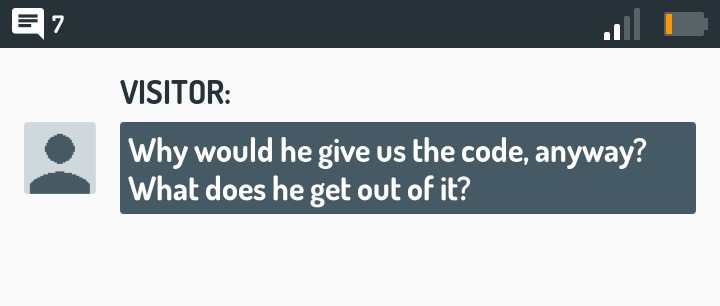 7
VISITOR:
Why would he give us the code, anyway?
What does he get out of it?